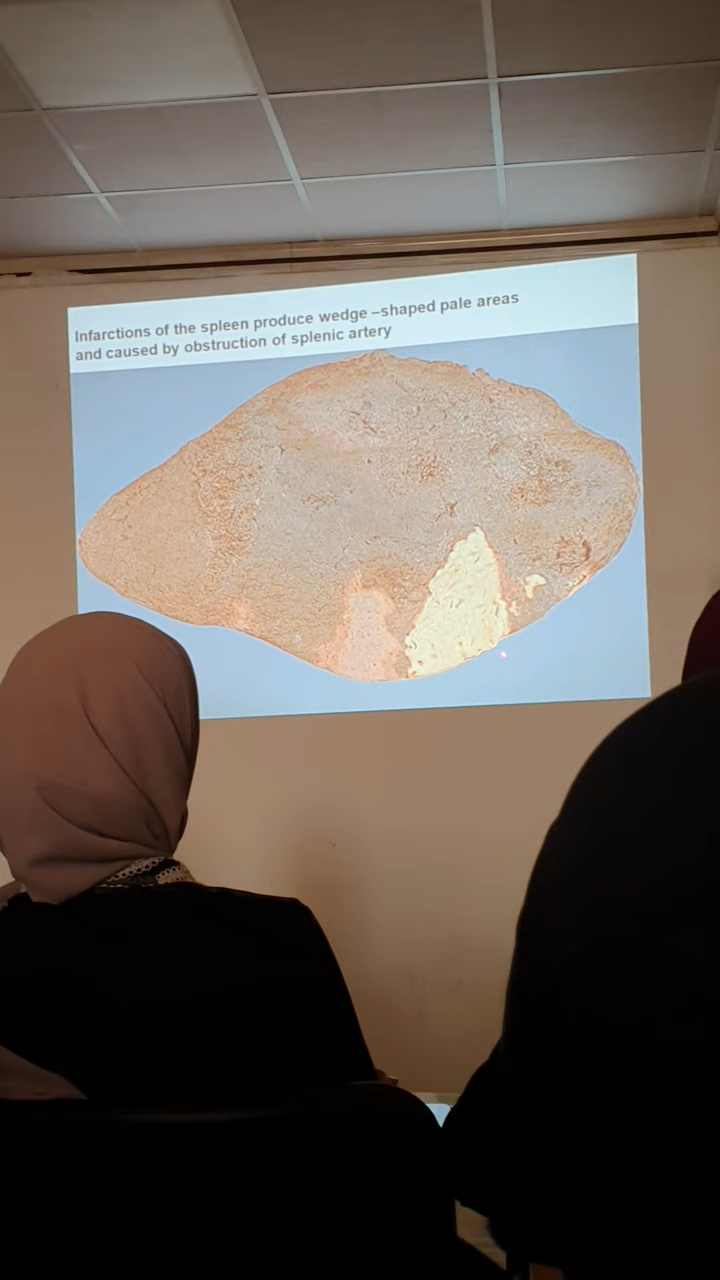 Infarctions of the spleen produce wedge –shaped pale areas
and caused by obstruction of splenic artery